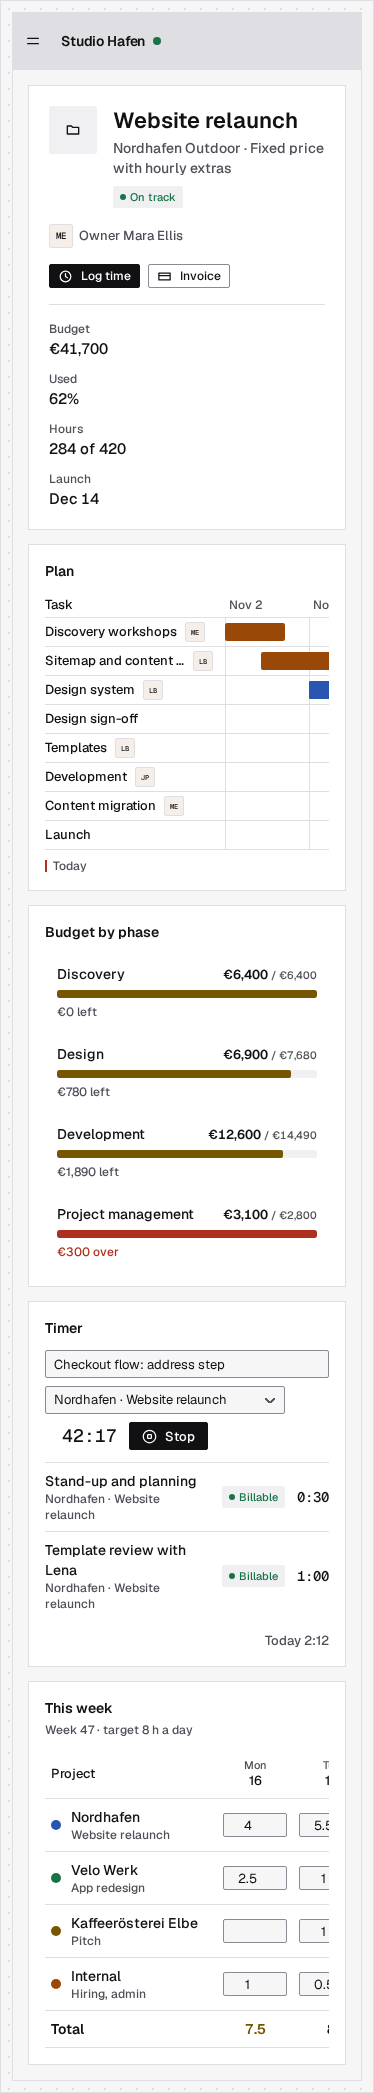 Studio Hafen
Website relaunch
Nordhafen Outdoor · Fixed price
with hourly extras
On track
ME Owner Mara Ellis
Log time Invoice
Budget
€41,700
Used
62%
Hours
284 of 420
Launch
Dec 14
Plan
Task Nov 2 No
Discovery workshops ME
Sitemap and content ... LB
Design system LB
Design sign-off
Templates LB
Development JP
Content migration ME
Launch
Today
Budget by phase
Discovery €6,400 / €6,400
€0 left
Design €6,900 / €7,680
€780 left
Development €12,600 / €14,490
€1,890 left
Project management €3,100 / €2,800
€300 over
Timer
Checkout flow: address step
Nordhafen · Website relaunch
42:17 Stop
Stand-up and planning
Nordhafen · Website
relaunch
Billable 0:30
Template review with
Lena
Nordhafen · Website
relaunch
Billable 1:00
Today 2:12
This week
Week 47 · target 8 h a day
Project Mon
16
Nordhafen
Website relaunch
4 5.5
Velo Werk
App redesign
2.5 1
Kaffeerösterei Elbe
Pitch
1
Internal
Hiring, admin
1 0.5
Total 7.5